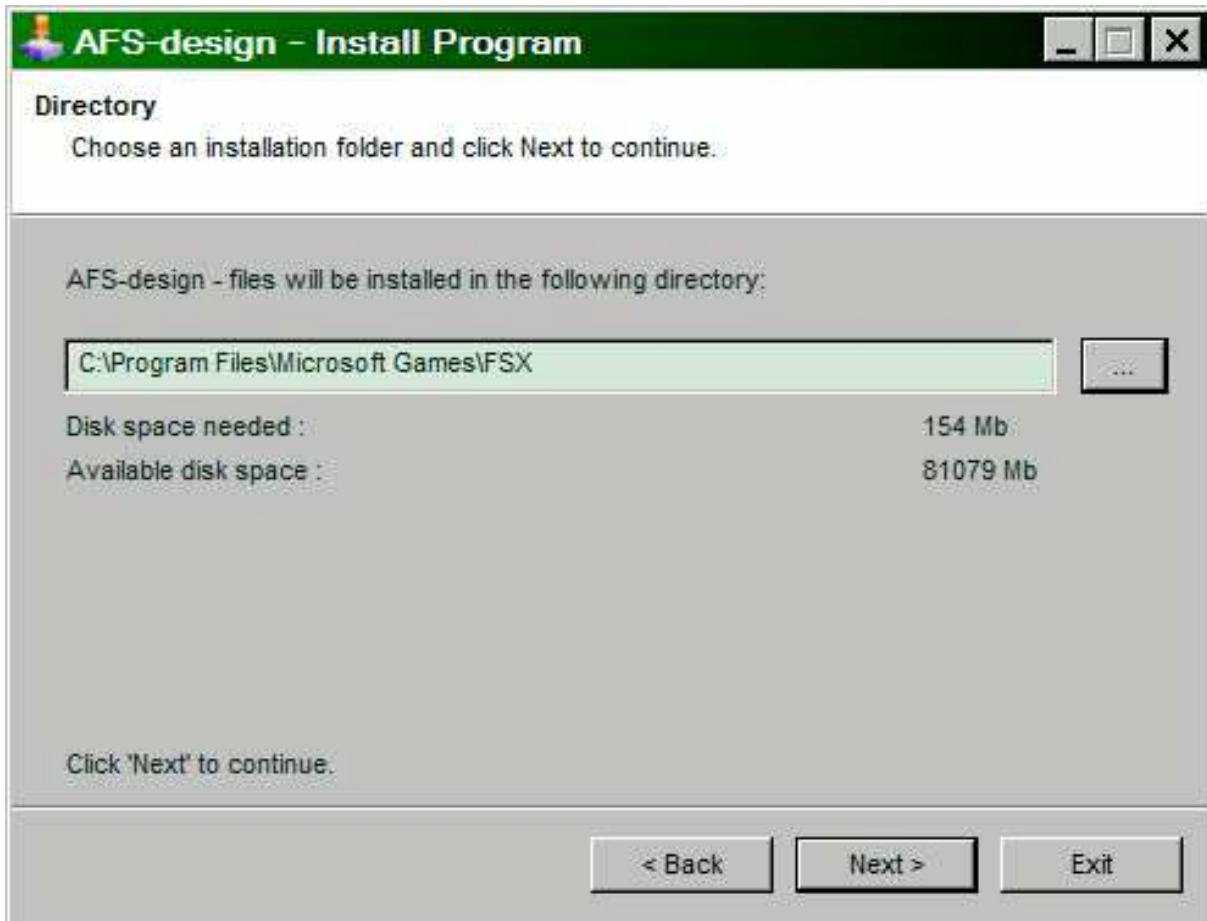 AFS-design - Install Program
Directory
Choose an installation folder and click Next to continue.
AFS-design - files will be installed in the following directory:
C:\Program Files\Microsoft Games\FSX
...
Disk space needed : 154 Mb
Available disk space : 81079 Mb
Click 'Next' to continue.
< Back Next > Exit